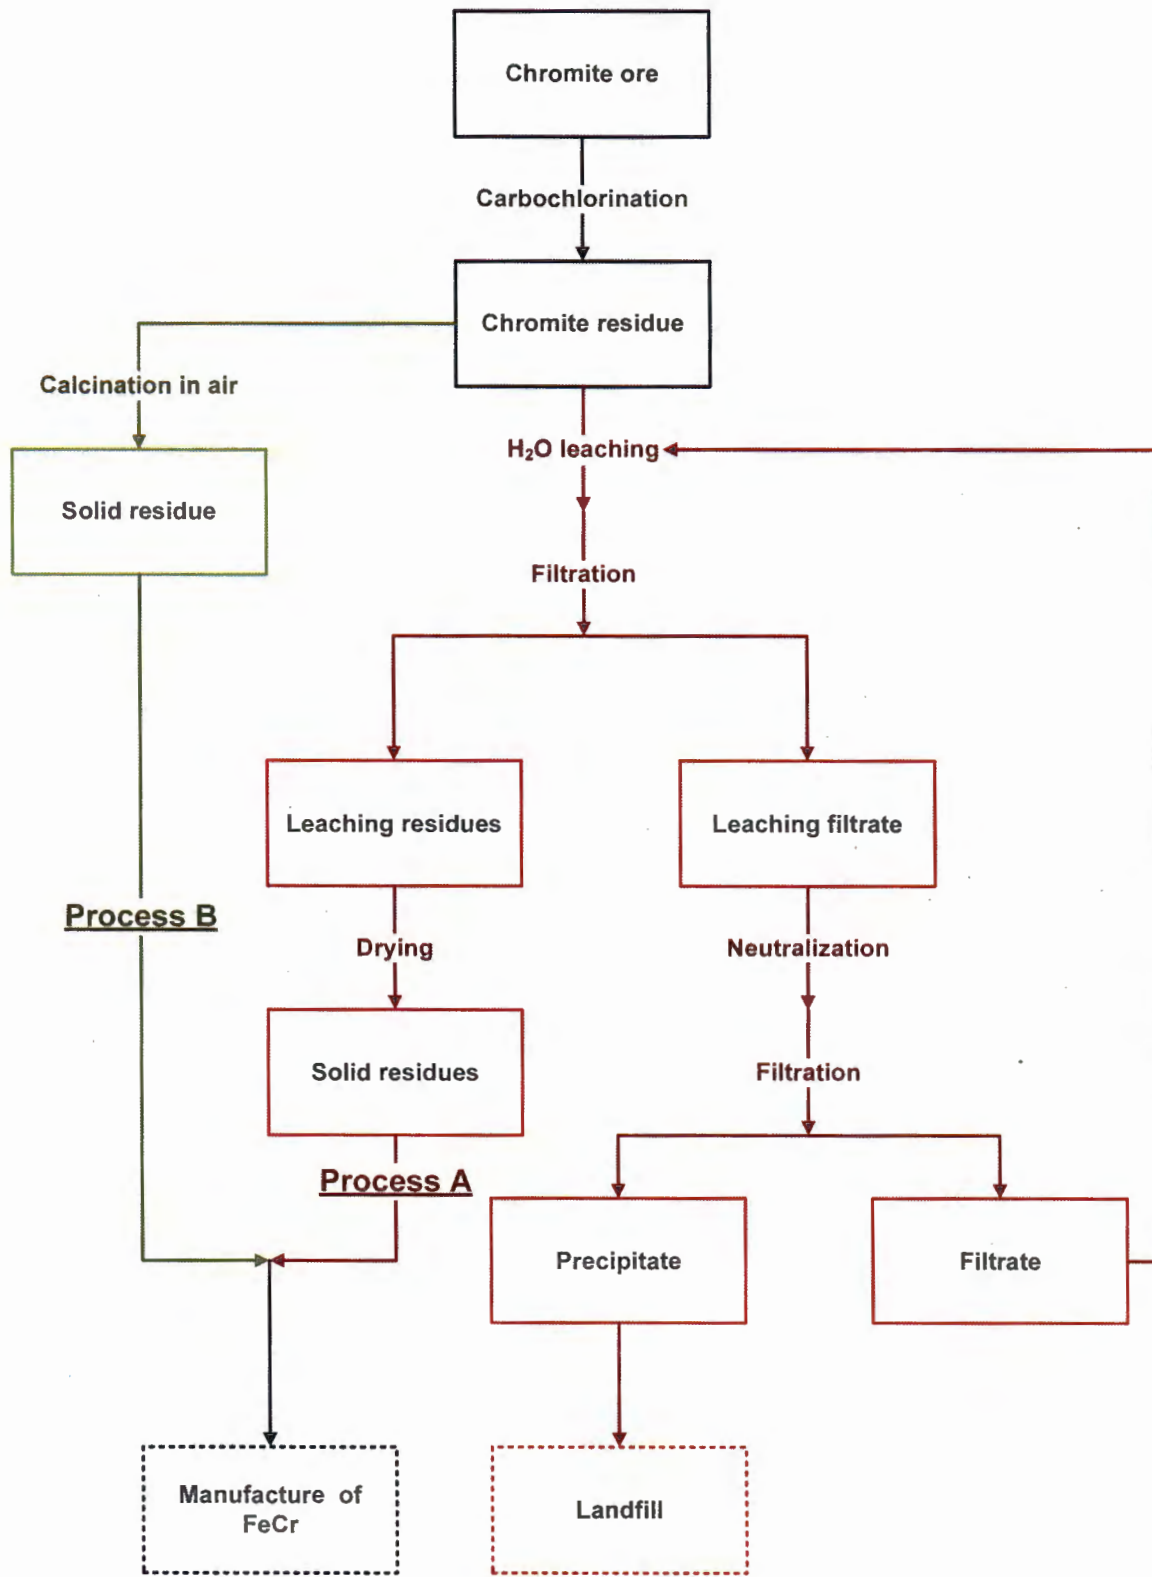 Chromite ore
Carbochlorination
Chromite residue
Calcination in air
H₂O leaching
Solid residue
Filtration
Leaching residues
Leaching filtrate
Process B
Drying
Neutralization
Solid residues
Filtration
Process A
Precipitate
Filtrate
Manufacture of
FeCr
Landfill